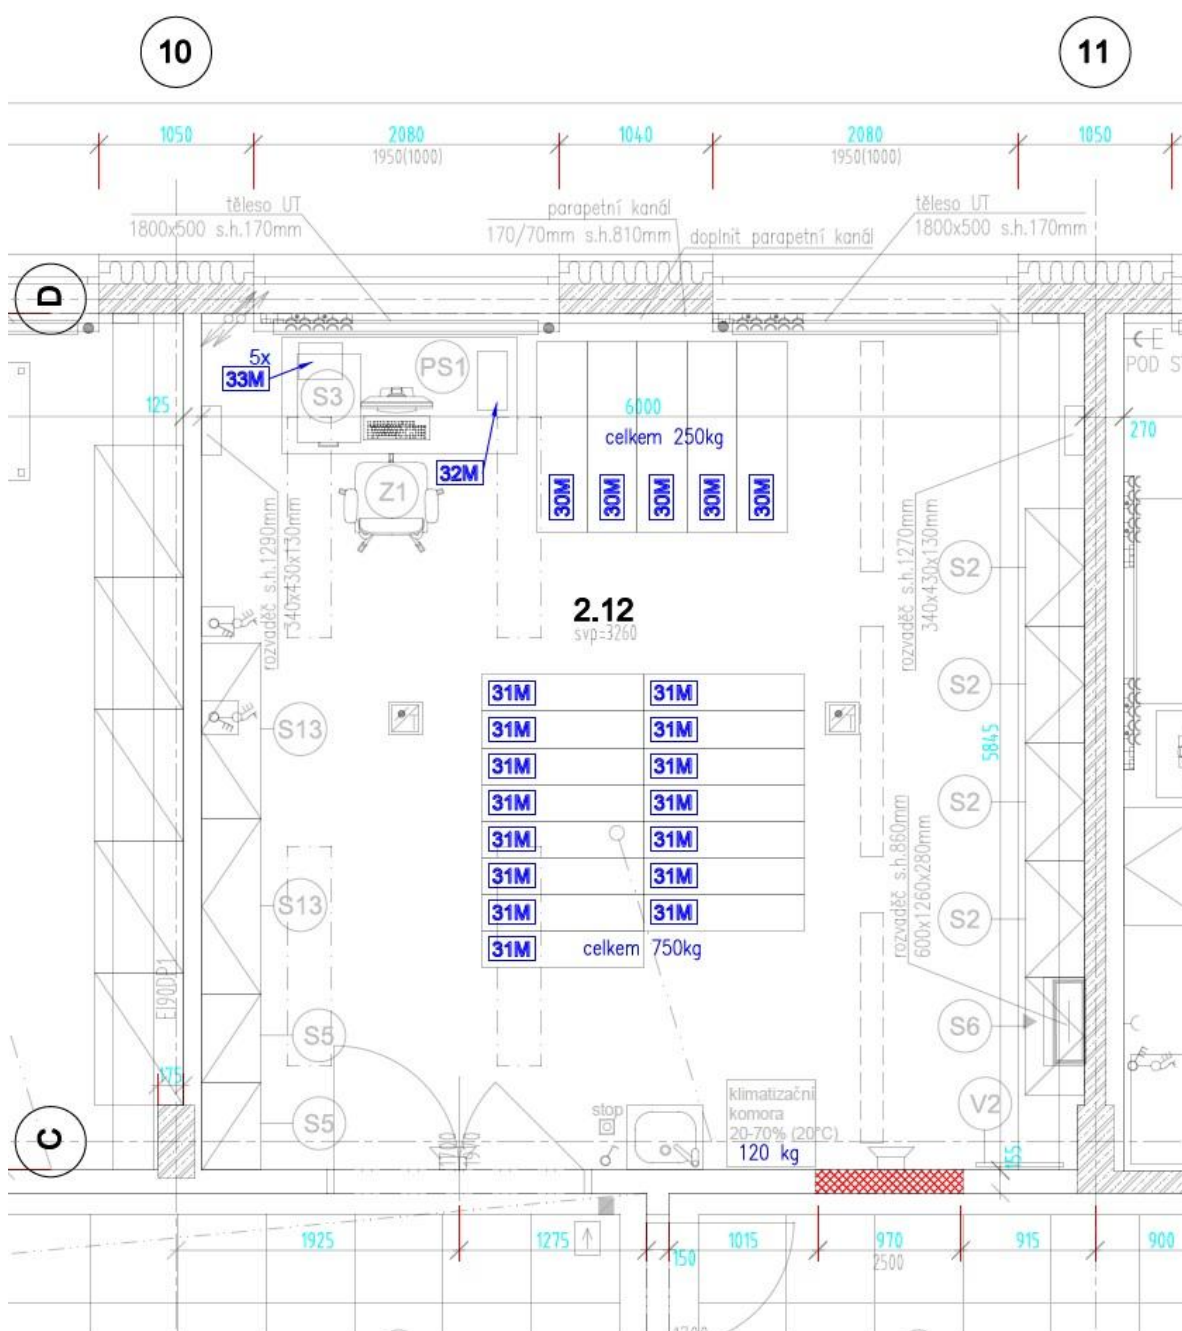 10
11
1050
2080
1040
2080
1050
1950(1000)
1950(1000)
těleso UT
1800x500 s.h.170mm
parapetní kanál
170/70mm s.h.810mm
doplnit parapetní kanál
těleso UT
1800x500 s.h.170mm
D
5x
33M
S3
PS1
POD S
125
6000
270
celkem 250kg
32M
Z1
30M
30M
30M
30M
30M
rozvaděč s.h.1290mm
340x430x130mm
rozvaděč s.h.1270mm
340x430x130mm
S2
2.12
svp=3260
S2
31M
31M
31M
31M
S13
5845
31M
31M
31M
31M
S2
31M
31M
rozvaděč s.h.860mm
600x1260x280mm
31M
31M
31M
31M
S13
S2
31M
celkem 750kg
EI90DP1
S5
S6
175
klimatizační
komora
20-70% (20°C)
120 kg
V2
stop
S5
C
1970
155
1925
1275
150
1015
970
915
900
2500